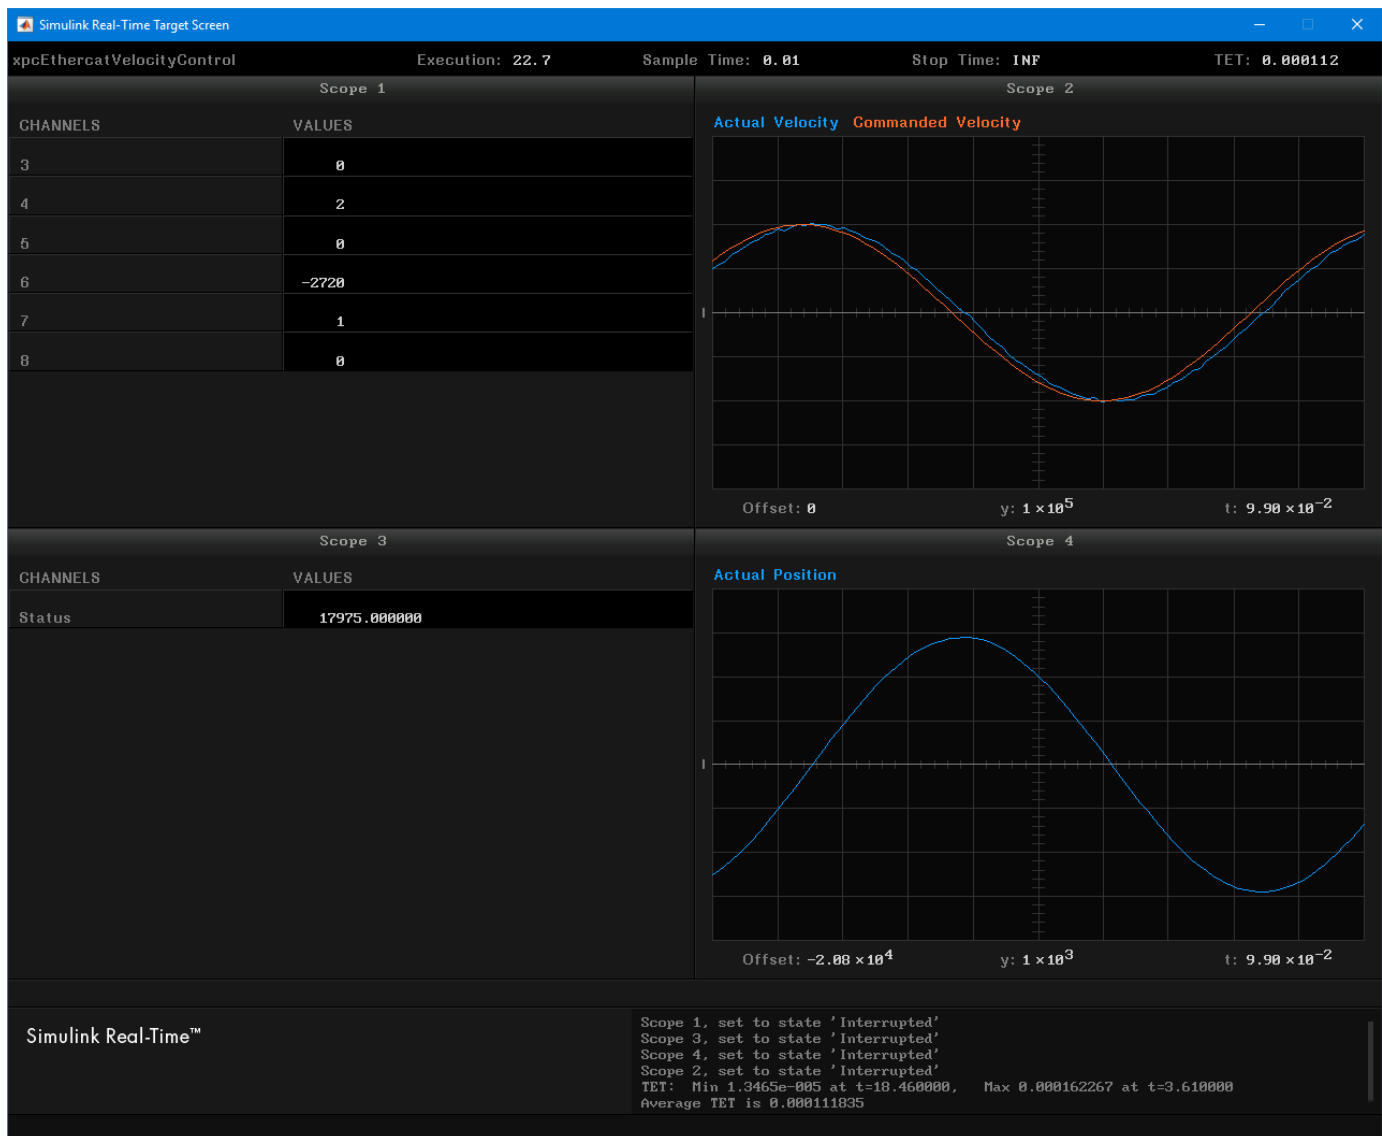 Simulink Real-Time Target Screen
xpcEthercatVelocityControl Execution: 22.7 Sample Time: 0.01 Stop Time: INF TET: 0.000112
Scope 1
CHANNELS VALUES
3 0
4 2
5 0
6 -2720
7 1
8 0
Scope 2
Actual Velocity Commanded Velocity
Offset: 0 y: 1×10^5 t: 9.90×10^-2
Scope 3
CHANNELS VALUES
Status 17975.000000
Scope 4
Actual Position
Offset: -2.08×10^4 y: 1×10^3 t: 9.90×10^-2
Simulink Real-Time™
Scope 1, set to state 'Interrupted'
Scope 3, set to state 'Interrupted'
Scope 4, set to state 'Interrupted'
Scope 2, set to state 'Interrupted'
TET: Min 1.3465e-005 at t=18.460000, Max 0.000162267 at t=3.610000
Average TET is 0.000111835